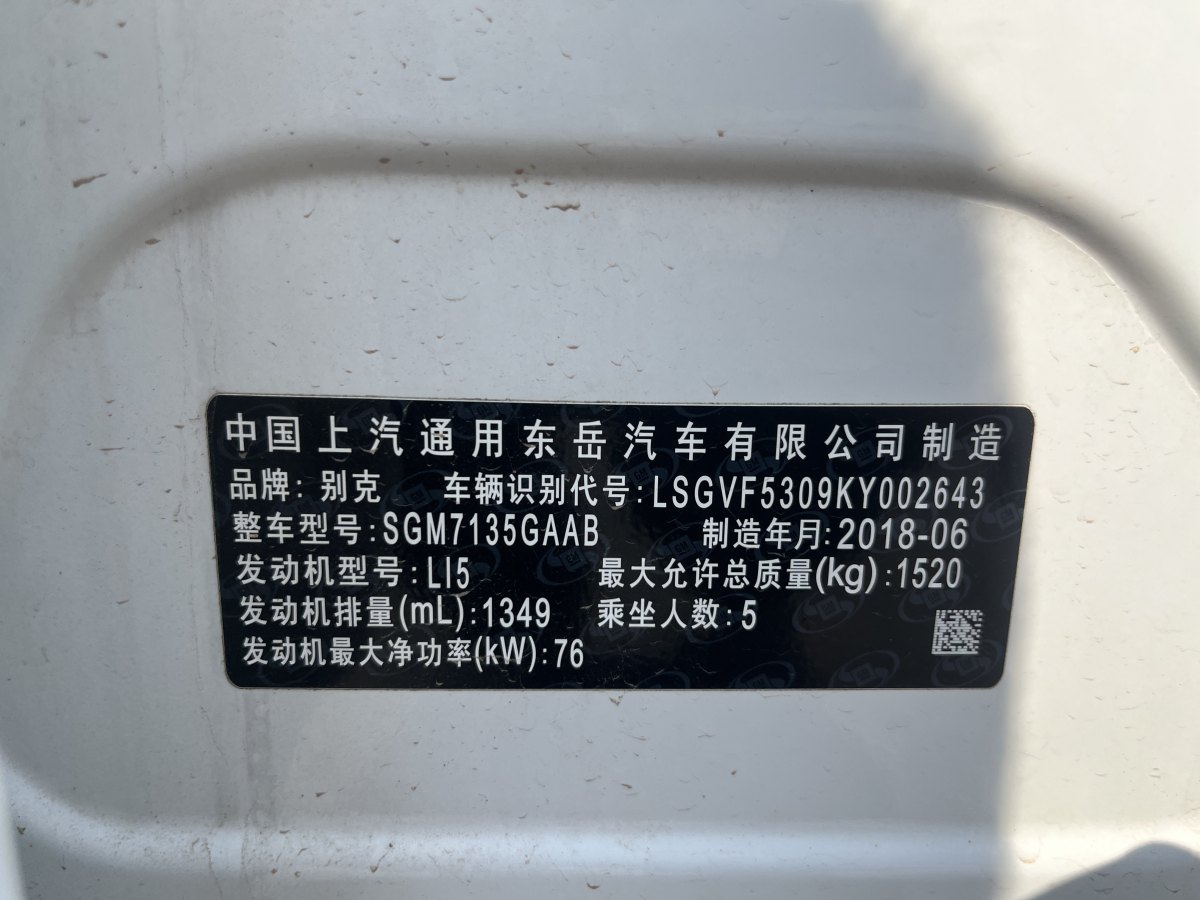 中国上汽通用东岳汽车有限公司制造
品牌: 别克 车辆识别代号:LSGVF5309KY002643
整车型号:SGM7135GAAB 制造年月:2018-06
发动机型号:LI5 最大允许总质量(kg):1520
发动机排量(mL):1349 乘坐人数:5
发动机最大净功率(kW):76